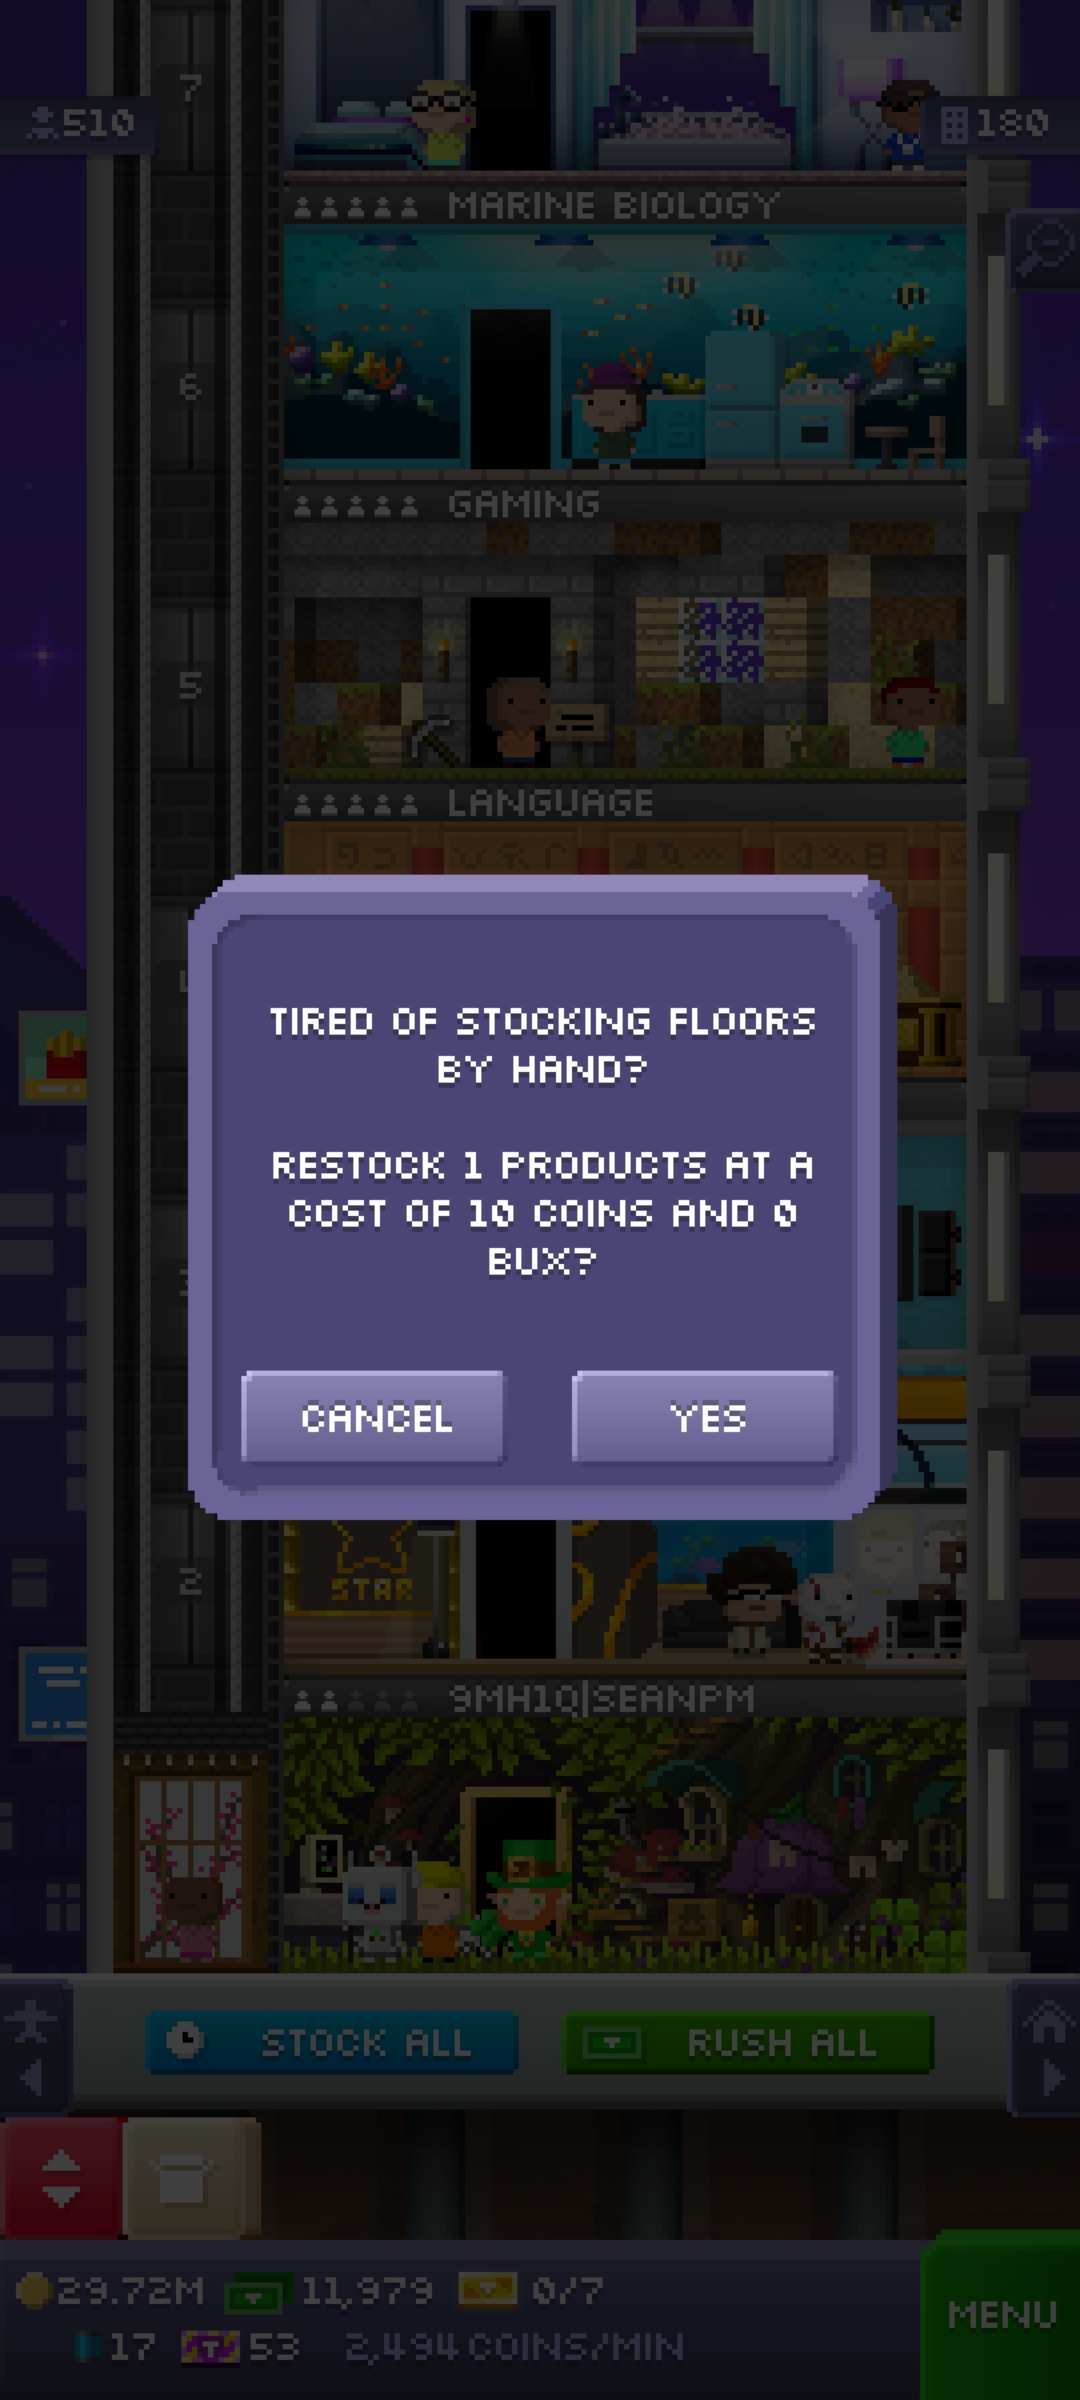 7
510
180
MARINE BIOLOGY
6
GAMING
5
LANGUAGE
TIRED OF STOCKING FLOORS
BY HAND?
RESTOCK 1 PRODUCTS AT A
COST OF 10 COINS AND 0
BUX?
CANCEL
YES
2
STAR
9MH1Q|SEANPM
STOCK ALL
RUSH ALL
29.72M
11,979
0/7
17
53
2,494 COINS/MIN
MENU